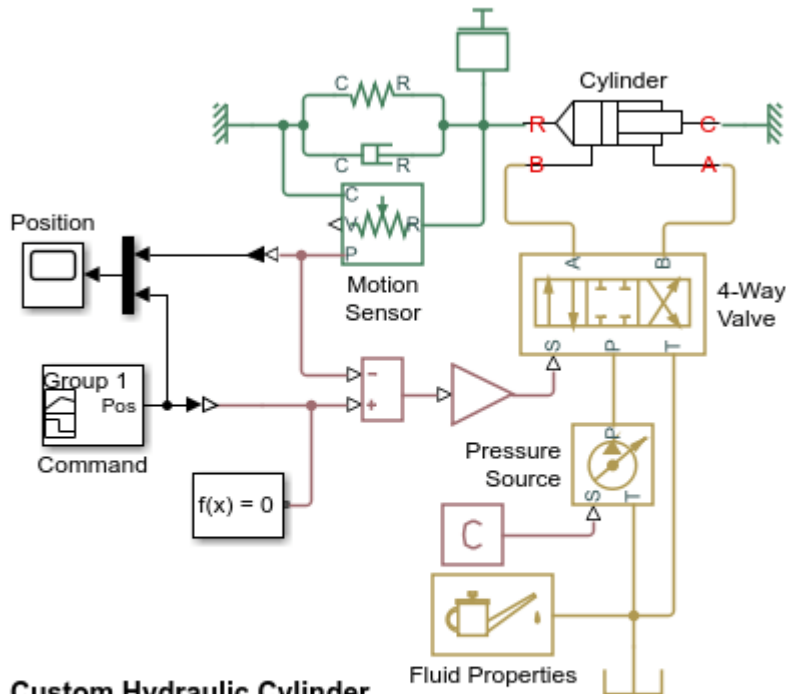 Cylinder
C R
R C
C R
B A
Position
C
V R
P
Motion
Sensor
A B
4-Way
Valve
S P T
Group 1
Pos
Command
−
+
Pressure
Source
P
S T
f(x) = 0
C
Fluid Properties
Custom Hydraulic Cylinder